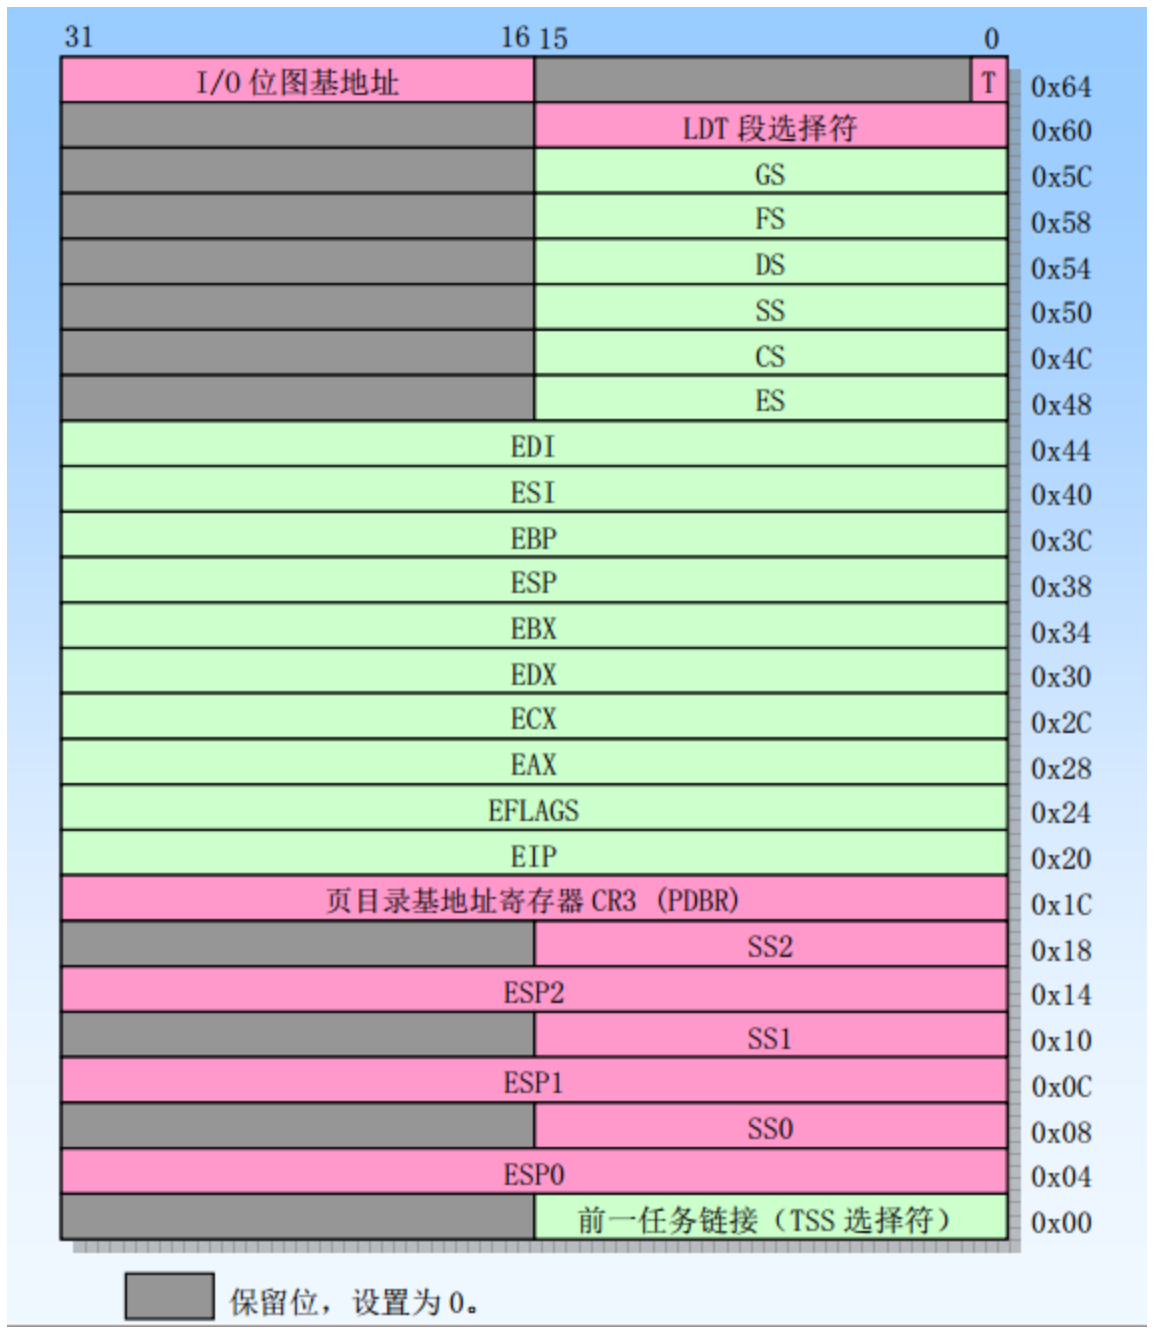 31 16 15 0
I/O 位图基地址 T 0x64
LDT 段选择符 0x60
GS 0x5C
FS 0x58
DS 0x54
SS 0x50
CS 0x4C
ES 0x48
EDI 0x44
ESI 0x40
EBP 0x3C
ESP 0x38
EBX 0x34
EDX 0x30
ECX 0x2C
EAX 0x28
EFLAGS 0x24
EIP 0x20
页目录基地址寄存器 CR3 (PDBR) 0x1C
SS2 0x18
ESP2 0x14
SS1 0x10
ESP1 0x0C
SS0 0x08
ESP0 0x04
前一任务链接（TSS 选择符） 0x00
保留位，设置为 0。